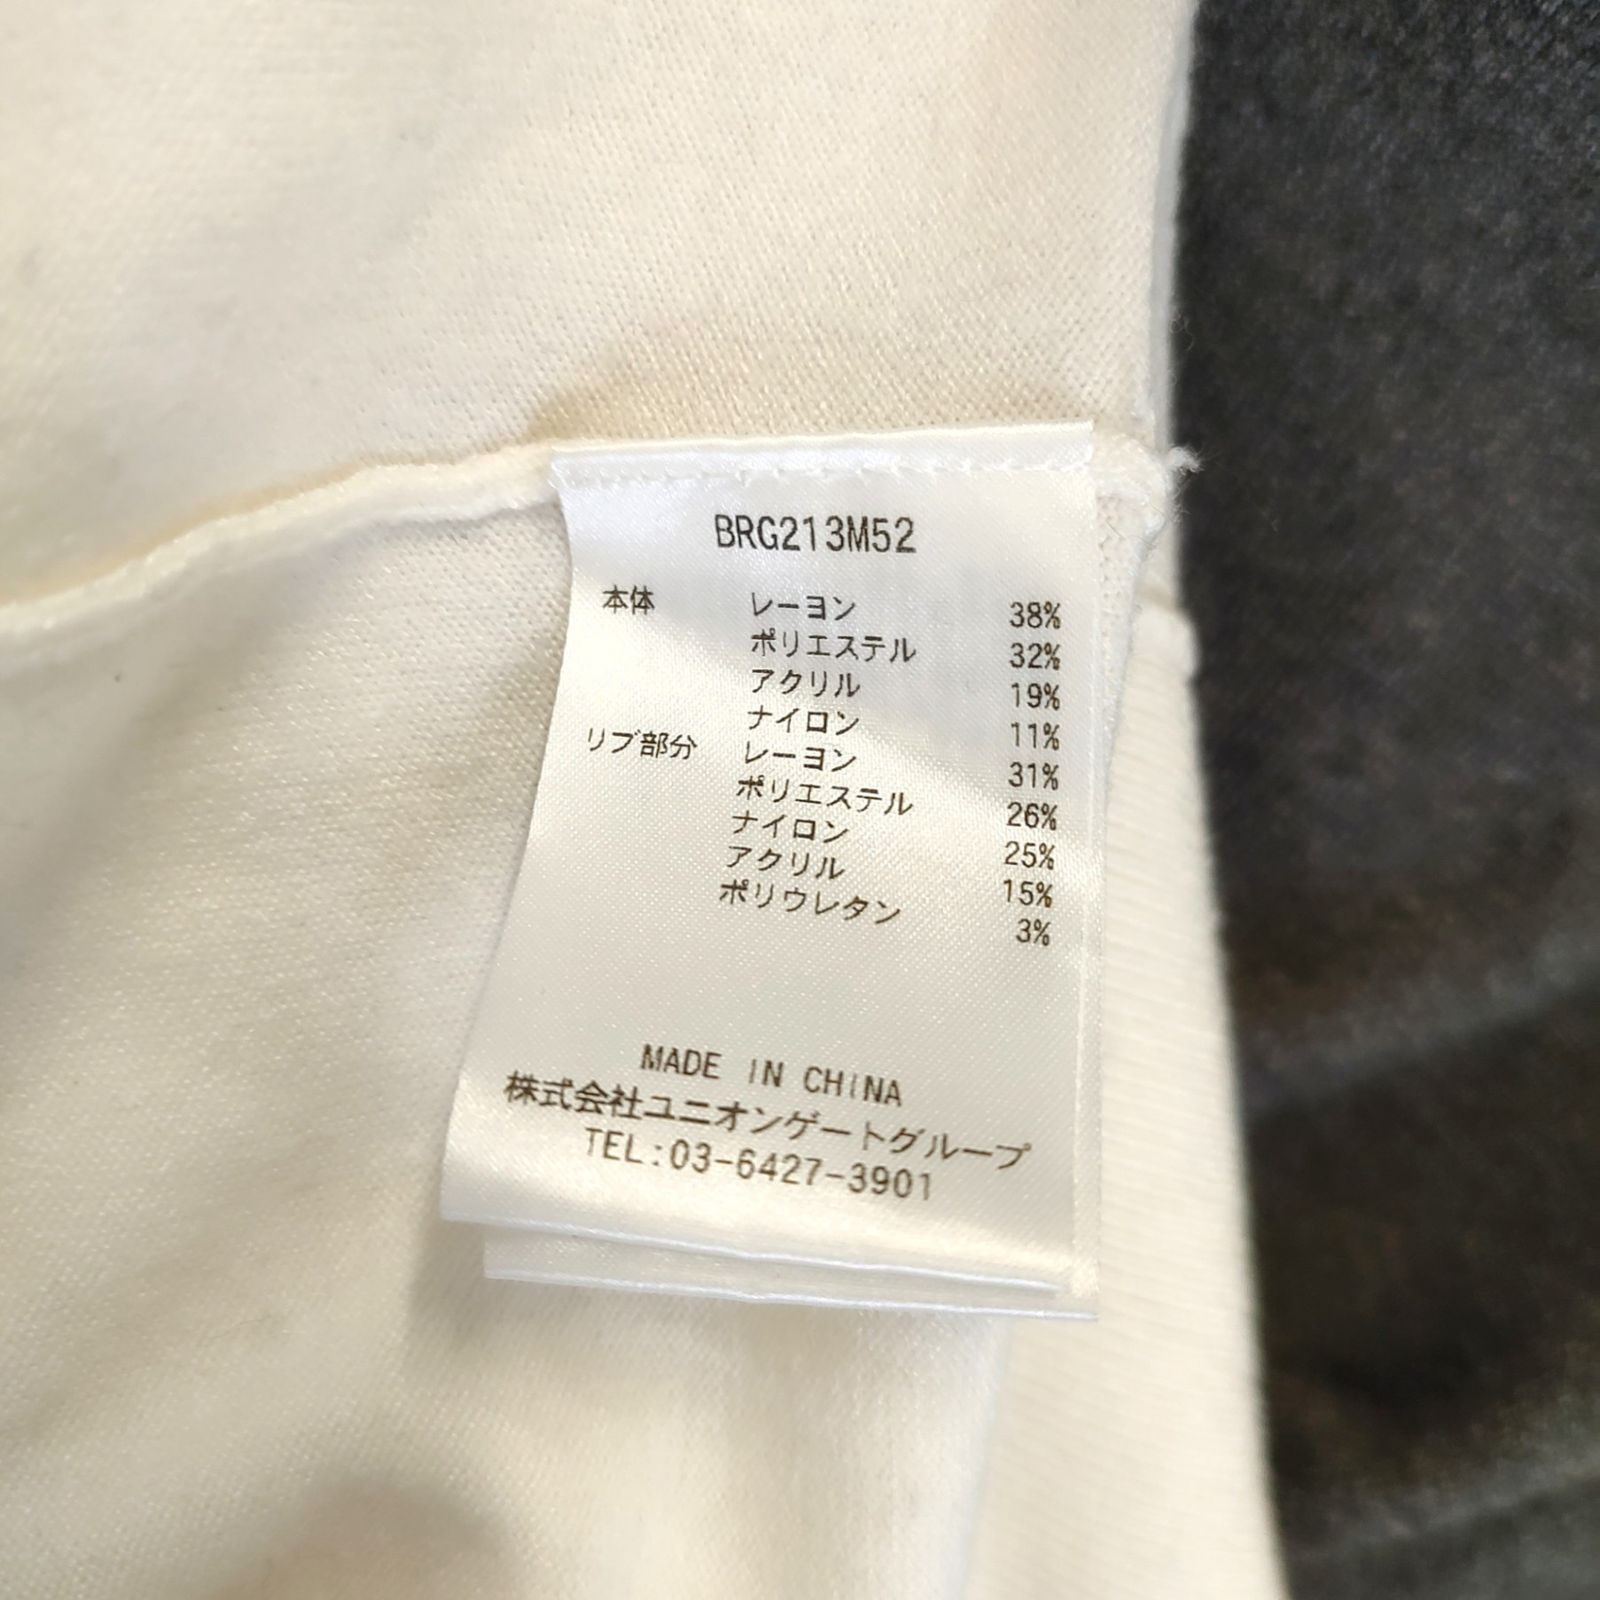 BRG213M52
本体 レーヨン 38%
ポリエステル 32%
アクリル 19%
ナイロン 11%
リブ部分 レーヨン 31%
ポリエステル 26%
ナイロン 25%
アクリル 15%
ポリウレタン 3%
MADE IN CHINA
株式会社ユニオンゲートグループ
TEL:03-6427-3901